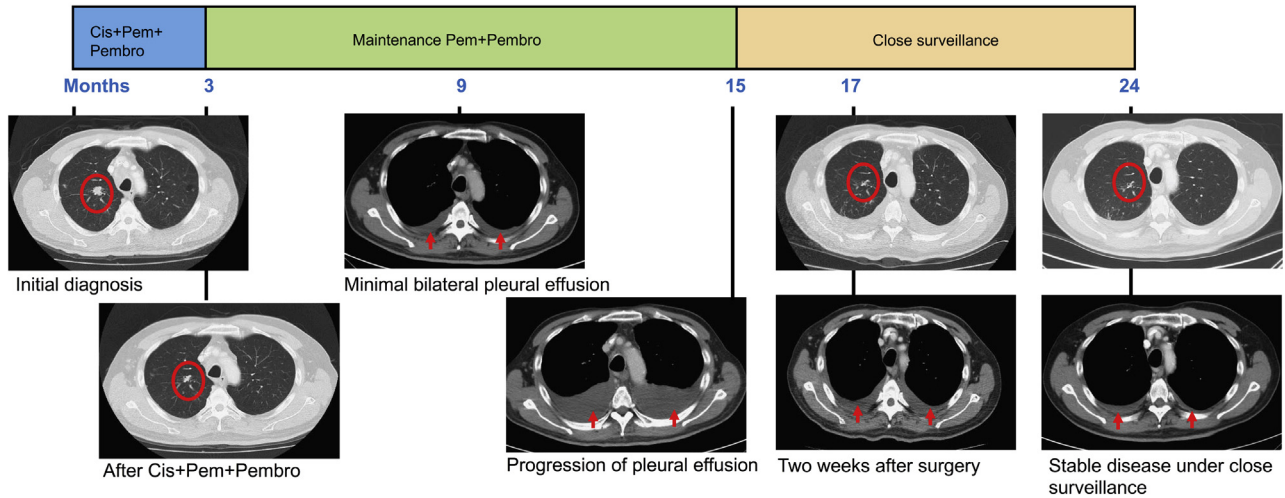 Cis+Pem+
Pembro
Maintenance Pem+Pembro
Close surveillance
Months
3
9
15
17
24
Initial diagnosis
Minimal bilateral pleural effusion
After Cis+Pem+Pembro
Progression of pleural effusion
Two weeks after surgery
Stable disease under close
surveillance